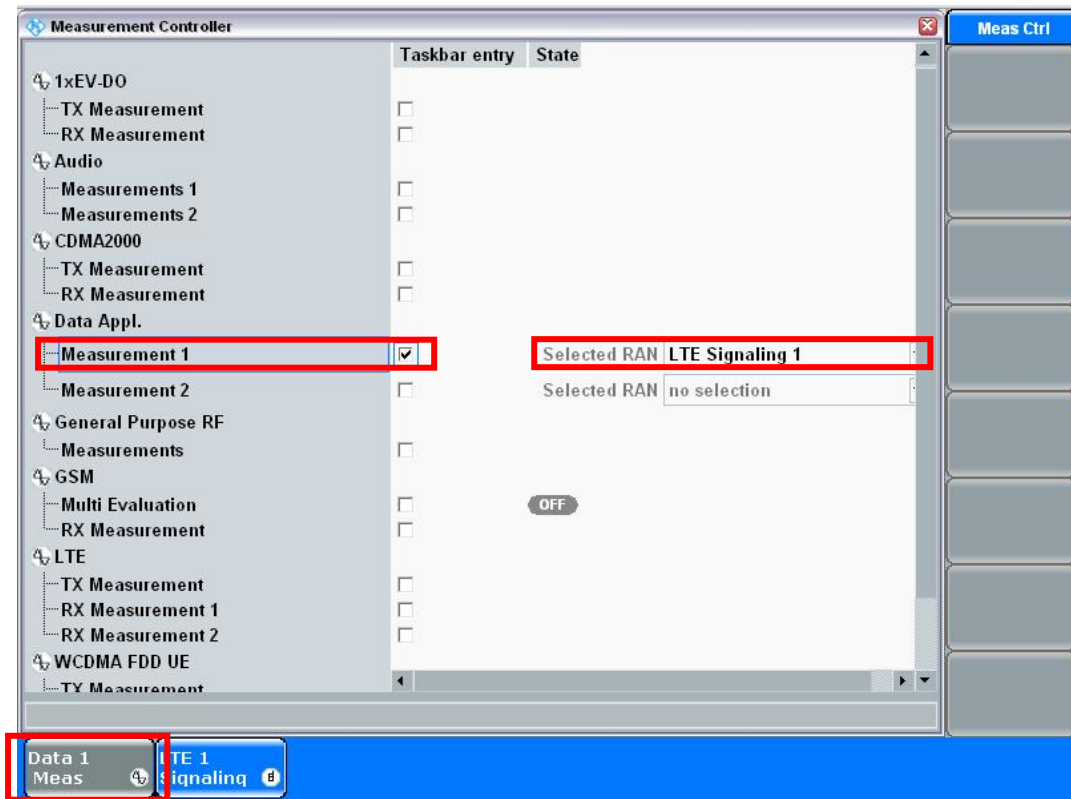 Measurement Controller
Meas Ctrl
Taskbar entry State
1xEV-DO
TX Measurement
RX Measurement
Audio
Measurements 1
Measurements 2
CDMA2000
TX Measurement
RX Measurement
Data Appl.
Measurement 1 Selected RAN LTE Signaling 1
Measurement 2 Selected RAN no selection
General Purpose RF
Measurements
GSM
Multi Evaluation OFF
RX Measurement
LTE
TX Measurement
RX Measurement 1
RX Measurement 2
WCDMA FDD UE
TX Measurement
Data 1 LTE 1
Meas Signaling